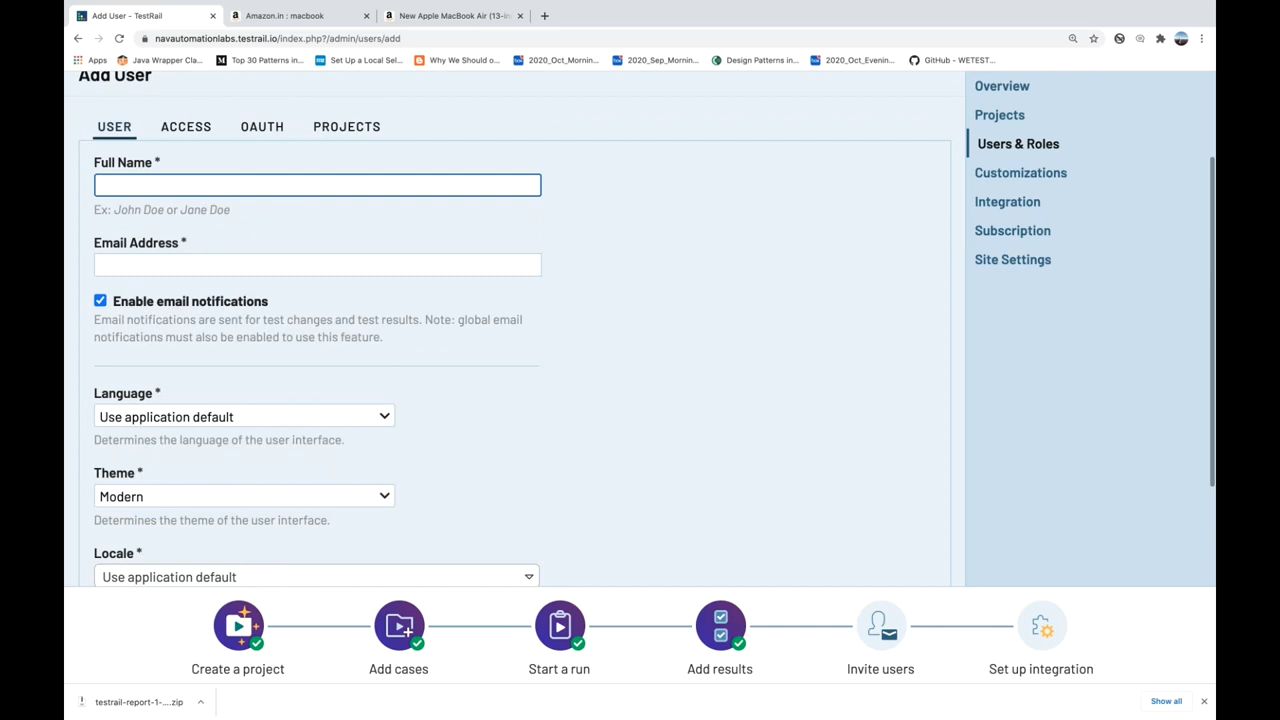 Add User - TestRail
Amazon.in : macbook
New Apple MacBook Air (13-in
navautomationlabs.testrail.io/index.php?/admin/users/add
Apps
Java Wrapper Cla...
Top 30 Patterns in...
Set Up a Local Sel...
Why We Should o...
2020_Oct_Mornin...
2020_Sep_Mornin...
Design Patterns in...
2020_Oct_Evenin...
GitHub - WETEST...
Add User
USER
ACCESS
OAUTH
PROJECTS
Full Name *
Ex: John Doe or Jane Doe
Email Address *
Enable email notifications
Email notifications are sent for test changes and test results. Note: global email
notifications must also be enabled to use this feature.
Language *
Use application default
Determines the language of the user interface.
Theme *
Modern
Determines the theme of the user interface.
Locale *
Use application default
Overview
Projects
Users & Roles
Customizations
Integration
Subscription
Site Settings
Create a project
Add cases
Start a run
Add results
Invite users
Set up integration
testrail-report-1-....zip
Show all